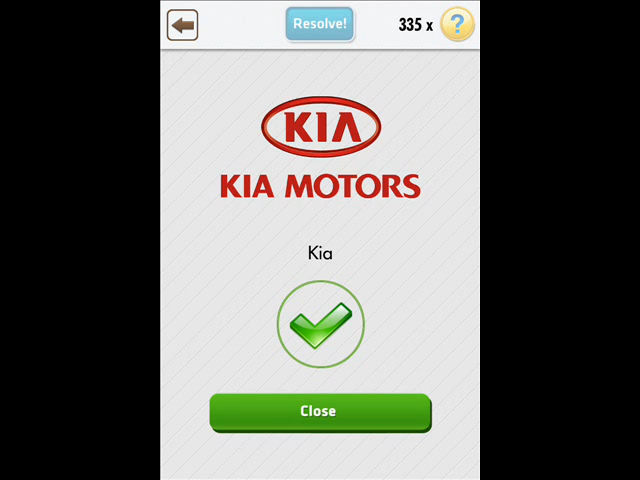 Resolve!
335 x ?
KIA
KIA MOTORS
Kia
Close